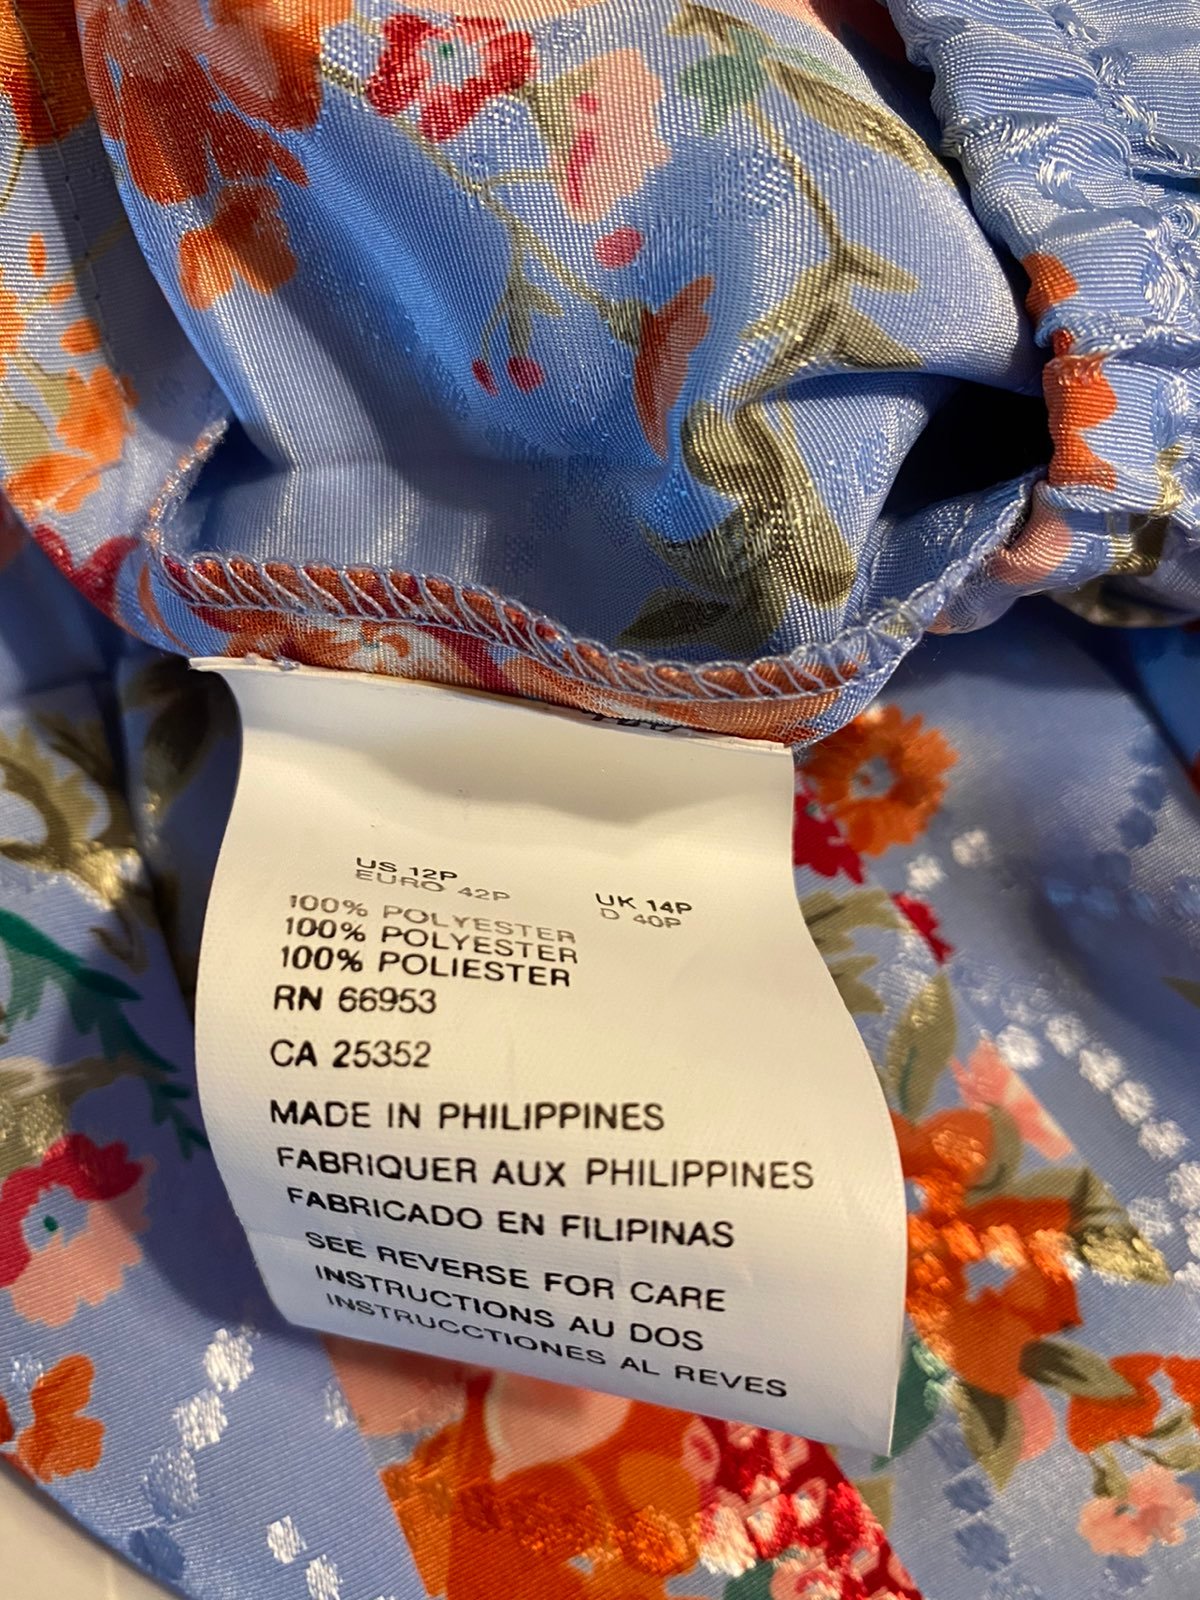 US 12P UK 14P
EURO 42P D 40P
100% POLYESTER
100% POLYESTER
100% POLIESTER
RN 66953
CA 25352
MADE IN PHILIPPINES
FABRIQUER AUX PHILIPPINES
FABRICADO EN FILIPINAS
SEE REVERSE FOR CARE
INSTRUCTIONS AU DOS
INSTRUCCTIONES AL REVES